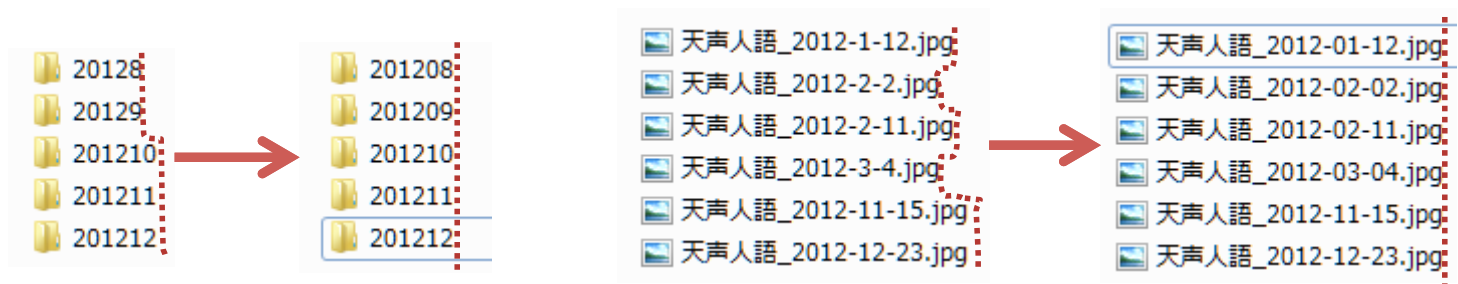 20128
20129
201210
201211
201212
201208
201209
201210
201211
201212
天声人語_2012-1-12.jpg
天声人語_2012-2-2.jpg
天声人語_2012-2-11.jpg
天声人語_2012-3-4.jpg
天声人語_2012-11-15.jpg
天声人語_2012-12-23.jpg
天声人語_2012-01-12.jpg
天声人語_2012-02-02.jpg
天声人語_2012-02-11.jpg
天声人語_2012-03-04.jpg
天声人語_2012-11-15.jpg
天声人語_2012-12-23.jpg